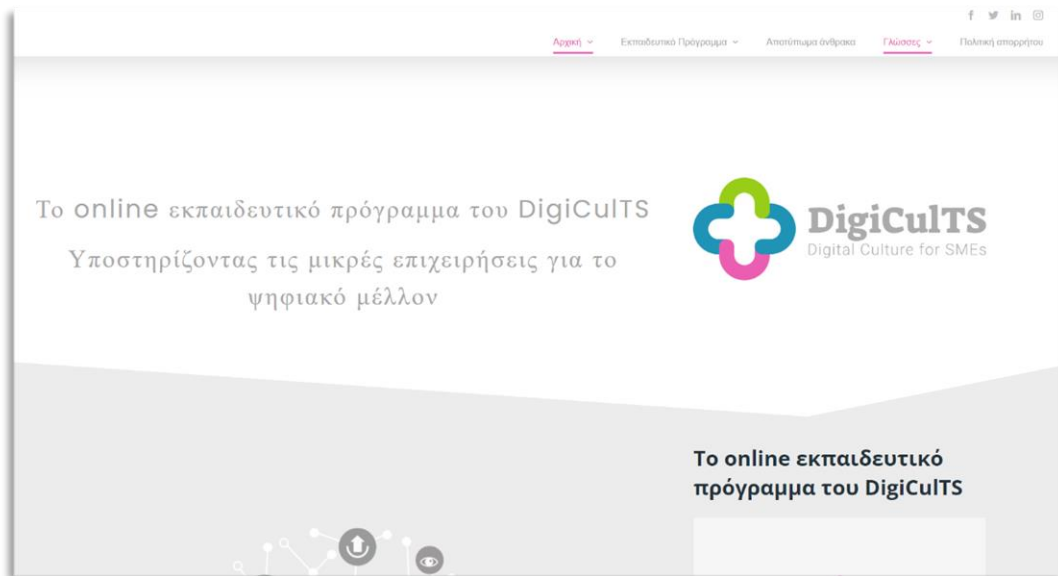 Αρχική Εκπαιδευτικό Πρόγραμμα Αποτύπωμα άνθρακα Γλώσσες Πολιτική απορρήτου
Το online εκπαιδευτικό πρόγραμμα του DigiCulTS
Υποστηρίζοντας τις μικρές επιχειρήσεις για το
ψηφιακό μέλλον
DigiCulTS
Digital Culture for SMEs
Το online εκπαιδευτικό
πρόγραμμα του DigiCulTS